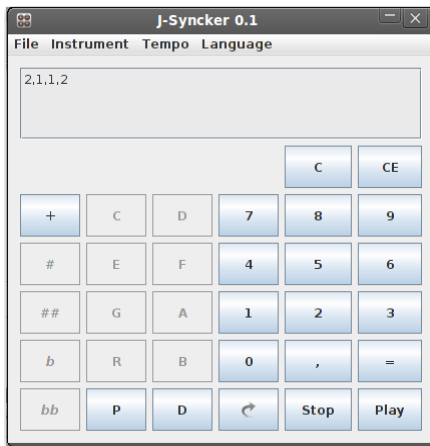 J-Syncker 0.1
File Instrument Tempo Language
2,1,1,2
C CE
+ C D 7 8 9
# E F 4 5 6
## G A 1 2 3
b R B 0 , =
bb P D Stop Play